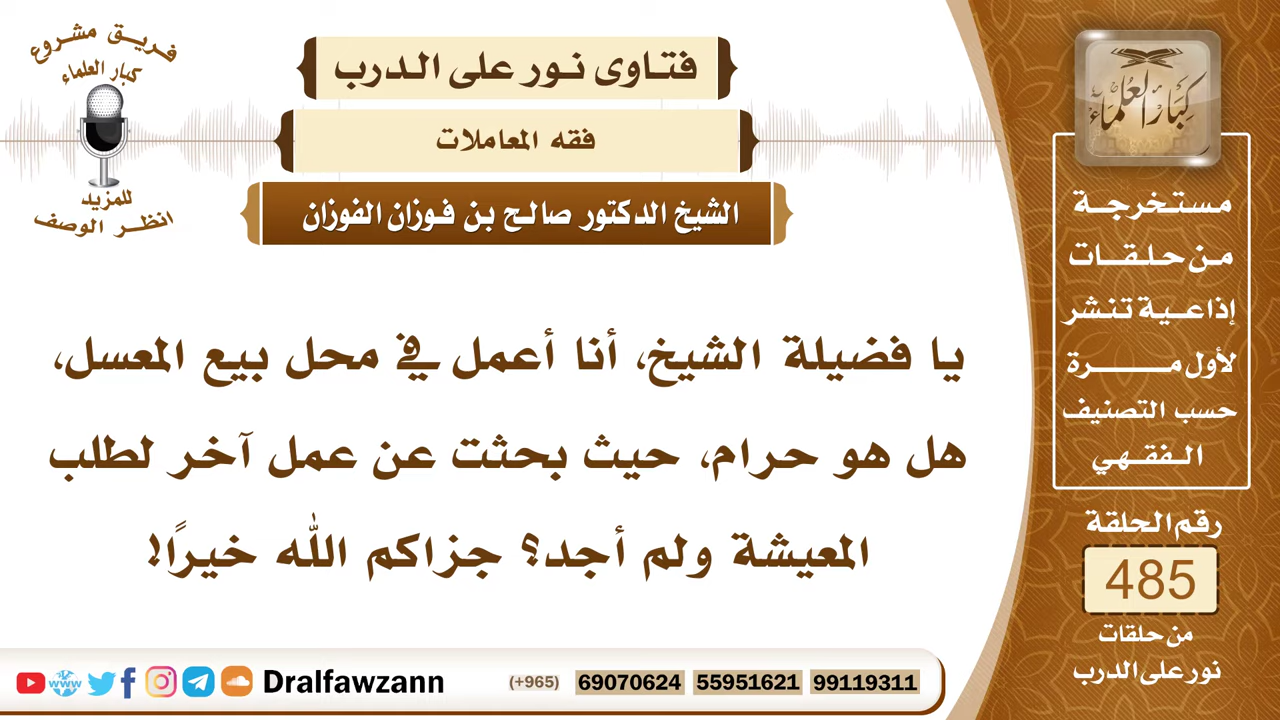 فريق مشروع
كبار العلماء
للمزيد
انظر الوصف
فتاوى نور على الدرب
فقه المعاملات
الشيخ الدكتور صالح بن فوزان الفوزان
يا فضيلة الشيخ، أنا أعمل في محل بيع المعسل،
هل هو حرام، حيث بحثت عن عمل آخر لطلب
المعيشة ولم أجد؟ جزاكم الله خيرًا!
كبار العلماء
مستخرجة
من حلقات
إذاعية تنشر
لأول مرة
حسب التصنيف
الفقهي
رقم الحلقة
485
من حلقات
نور على الدرب
www Dralfawzann (+965) 69070624 55951621 99119311